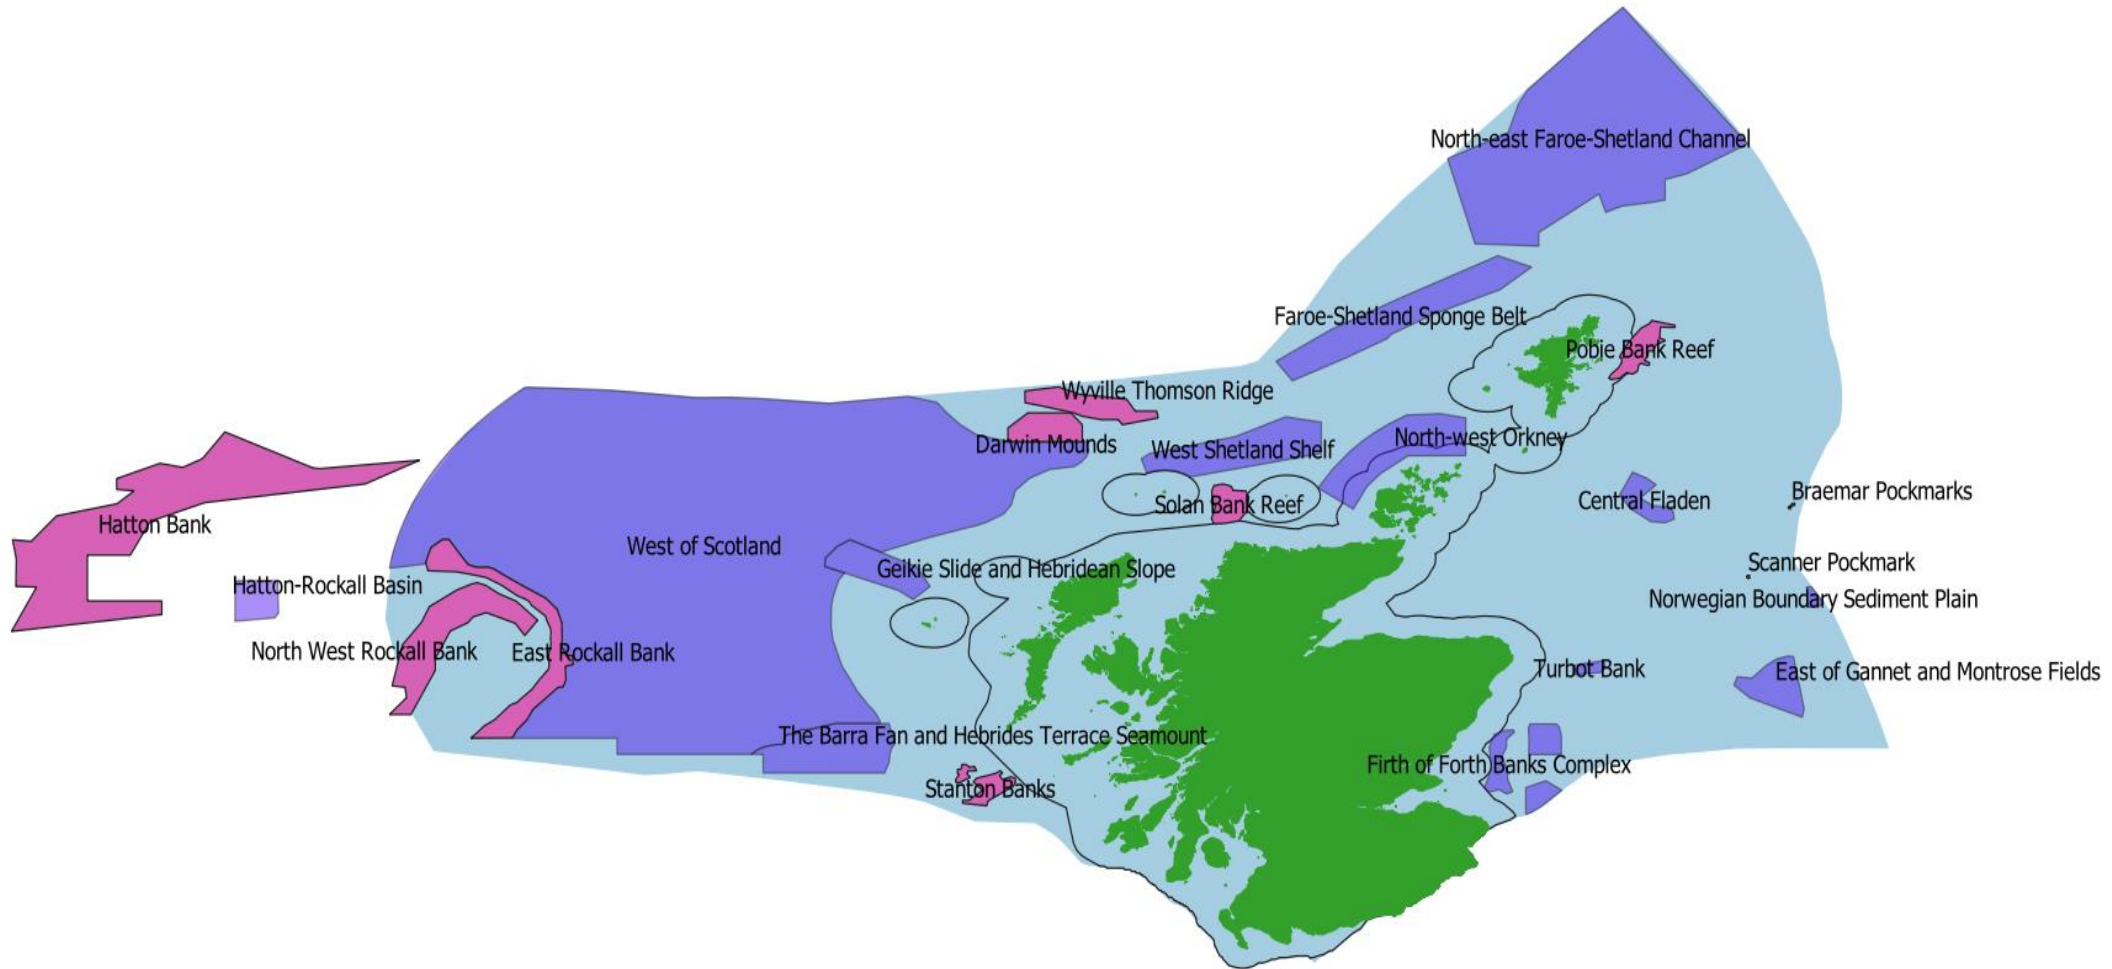 North-east Faroe-Shetland Channel
Faroe-Shetland Sponge Belt
Pobie Bank Reef
Wyville Thomson Ridge
Darwin Mounds
West Shetland Shelf
North-west Orkney
Solan Bank Reef
Central Fladen
Braemar Pockmarks
Hatton Bank
West of Scotland
Geikie Slide and Hebridean Slope
Scanner Pockmark
Hatton-Rockall Basin
Norwegian Boundary Sediment Plain
North West Rockall Bank
East Rockall Bank
Turbot Bank
East of Gannet and Montrose Fields
The Barra Fan and Hebrides Terrace Seamount
Firth of Forth Banks Complex
Stanton Banks